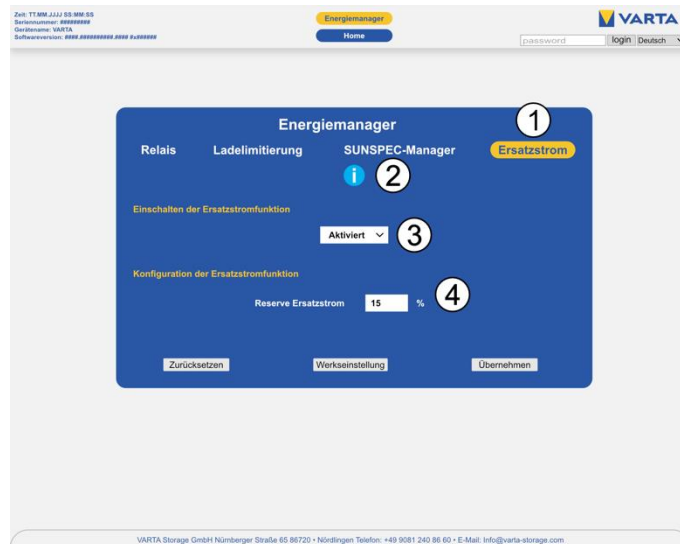 Zeit: TT.MM.JJJJ SS:MM:SS
Seriennummer: #########
Gerätename: VARTA
Softwareversion: ####.##########.#### #x######
Energiemanager
Home
VARTA
password
login Deutsch
Energiemanager
1
Relais Ladelimitierung SUNSPEC-Manager Ersatzstrom
i 2
Einschalten der Ersatzstromfunktion
Aktiviert 3
Konfiguration der Ersatzstromfunktion
Reserve Ersatzstrom 15 % 4
Zurücksetzen Werkseinstellung Übernehmen
VARTA Storage GmbH Nürnberger Straße 65 86720 • Nördlingen Telefon: +49 9081 240 86 60 • E-Mail: Info@varta-storage.com